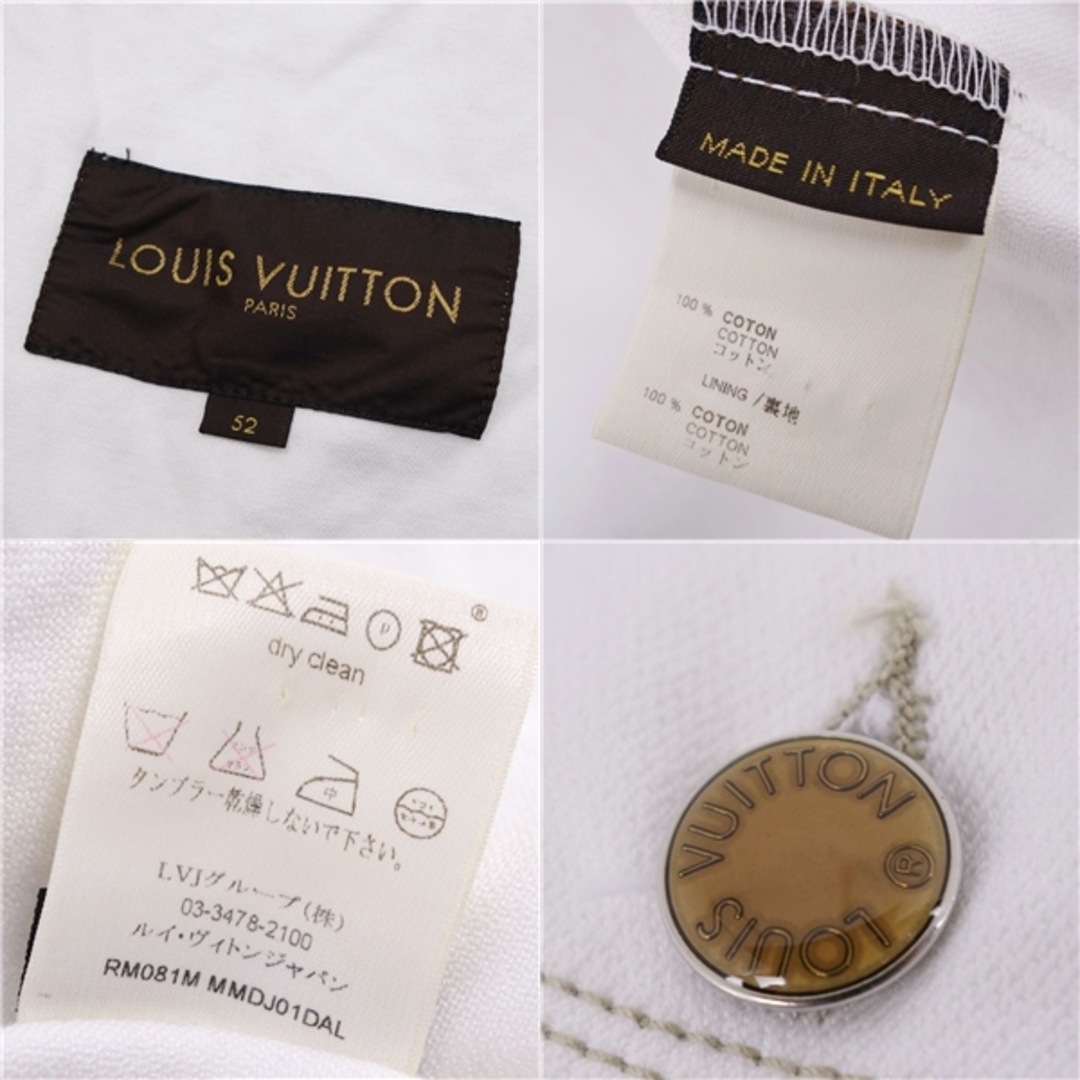 LOUIS VUITTON
PARIS
52
MADE IN ITALY
100 % COTON
COTTON
コットン
LINING / 裏地
100 % COTON
COTTON
コットン
P
®
dry clean
中
タンブラー乾燥しないで下さい。
LVJグループ(株)
03-3478-2100
ルイ・ヴィトンジャパン
RM081M MMDJ01DAL
LOUIS VUITTON ®